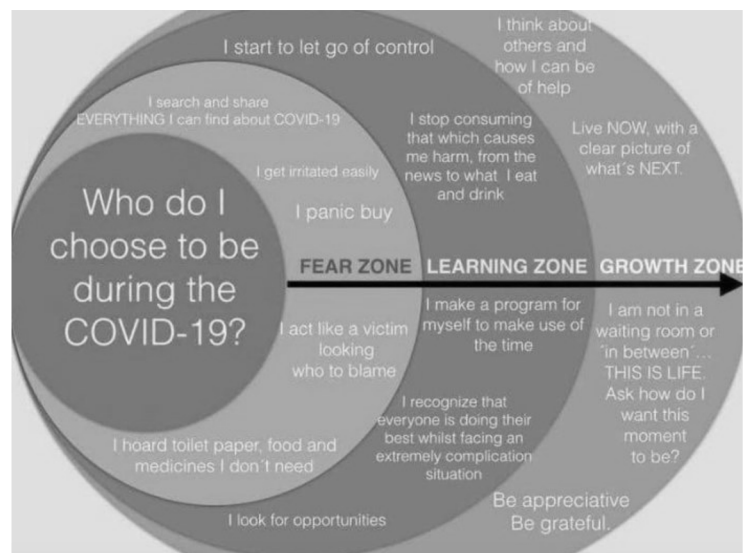 Who do I
choose to be
during the
COVID-19?
I search and share
EVERYTHING I can find about COVID-19
I get irritated easily
I panic buy
FEAR ZONE
I act like a victim
looking
who to blame
I hoard toilet paper, food and
medicines I don´t need
I start to let go of control
I stop consuming
that which causes
me harm, from the
news to what I eat
and drink
LEARNING ZONE
I make a program for
myself to make use of
the time
I recognize that
everyone is doing their
best whilst facing an
extremely complication
situation
I look for opportunities
I think about
others and
how I can be
of help
Live NOW, with a
clear picture of
what´s NEXT.
GROWTH ZONE
I am not in a
waiting room or
´in between´...
THIS IS LIFE.
Ask how do I
want this
moment
to be?
Be appreciative
Be grateful.